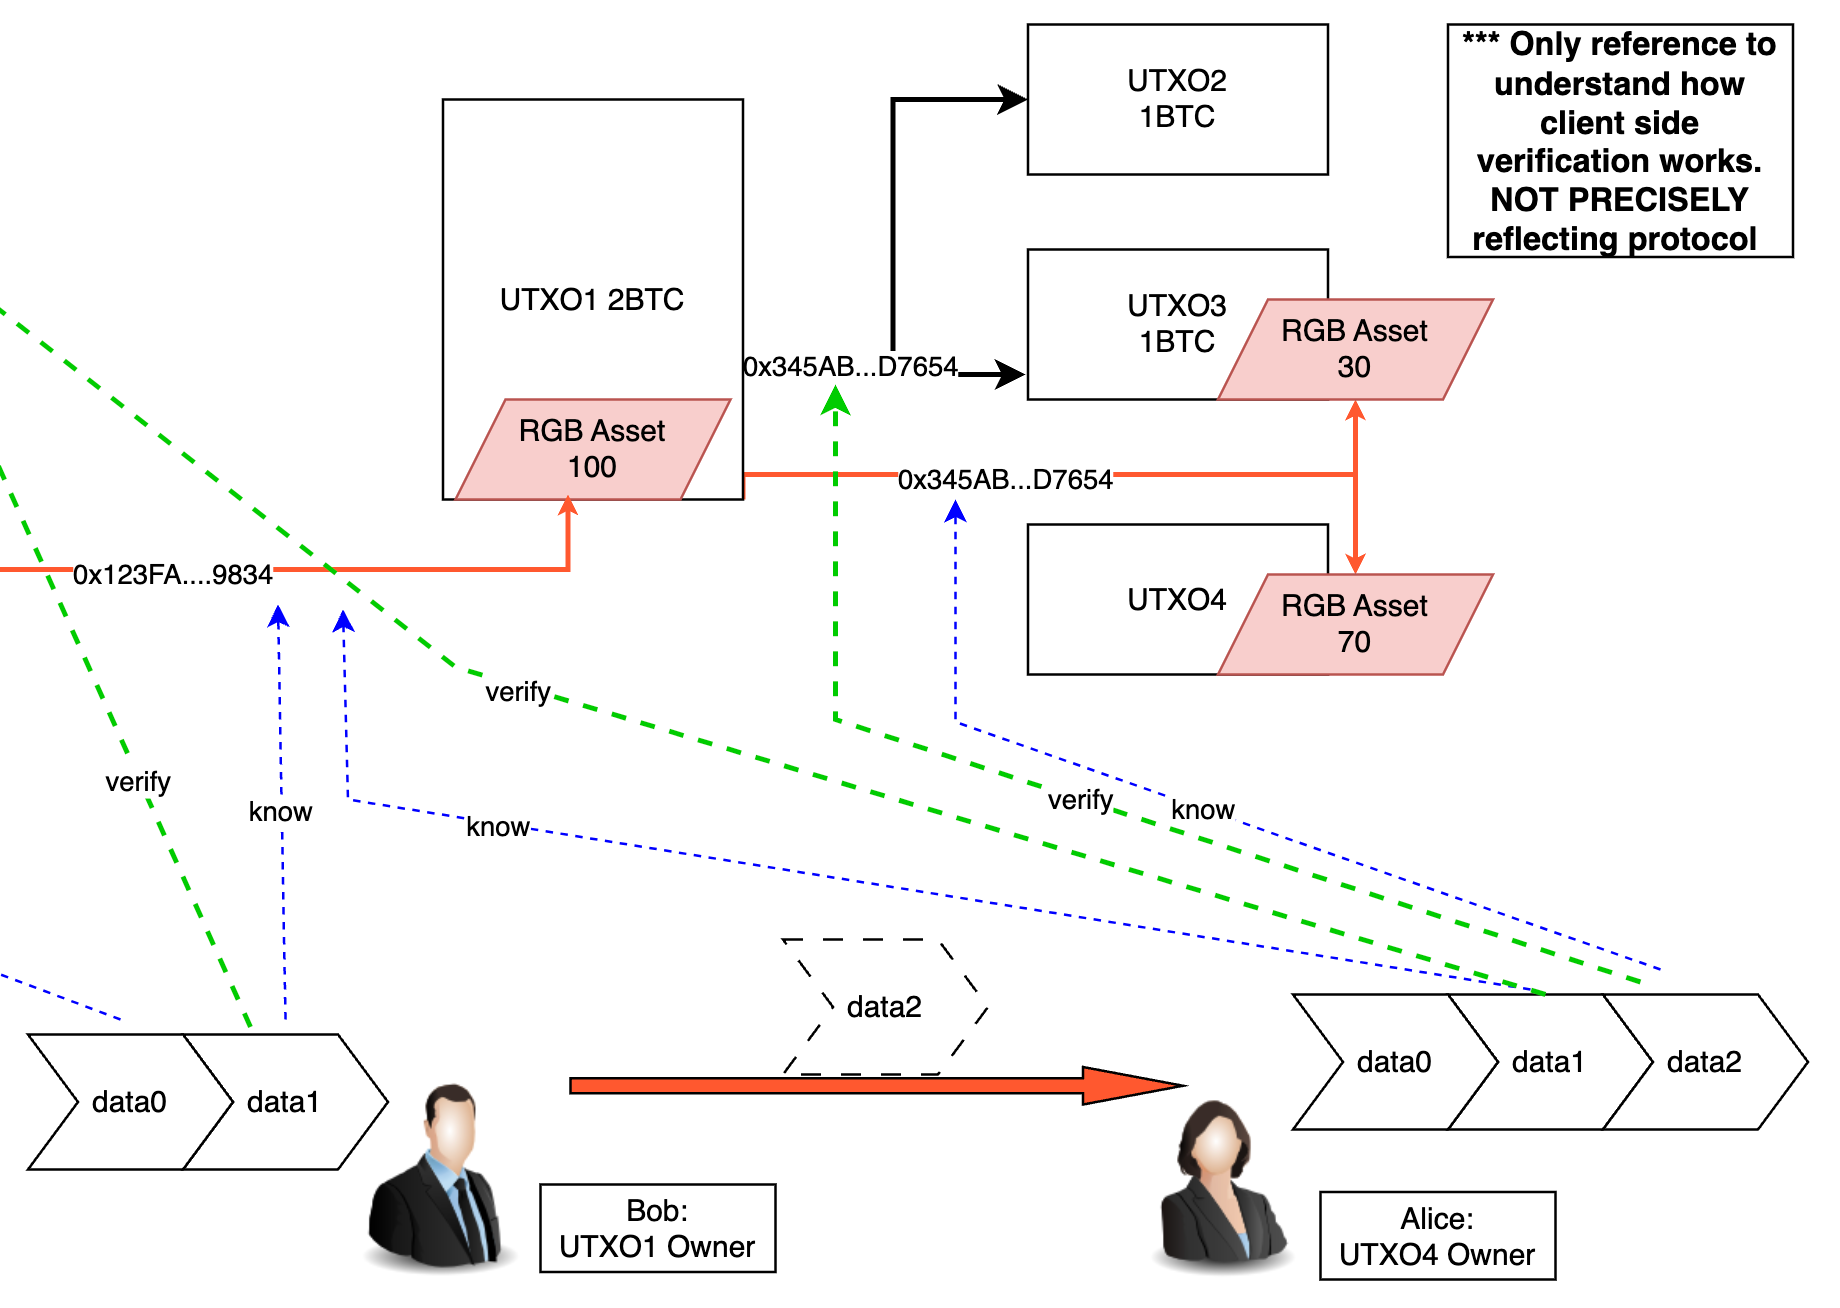 *** Only reference to
understand how
client side
verification works.
NOT PRECISELY
reflecting protocol
UTXO2
1BTC
UTXO1 2BTC
UTXO3
1BTC
RGB Asset
30
0x345AB...D7654
RGB Asset
100
0x345AB...D7654
0x123FA....9834
UTXO4
RGB Asset
70
verify
verify
know
know
verify
know
data2
data0
data1
data0
data1
data2
Bob:
UTXO1 Owner
Alice:
UTXO4 Owner